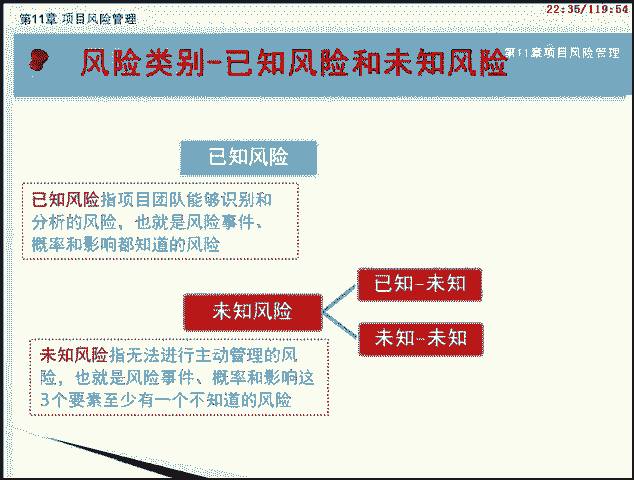 22:35/119:54
第11章 项目风险管理
第11章项目风险管理
风险类别-已知风险和未知风险
已知风险
已知风险指项目团队能够识别和
分析的风险，也就是风险事件、
概率和影响都知道的风险
已知-未知
未知风险
未知-未知
未知风险指无法进行主动管理的风
险，也就是风险事件、概率和影响这
3个要素至少有一个不知道的风险